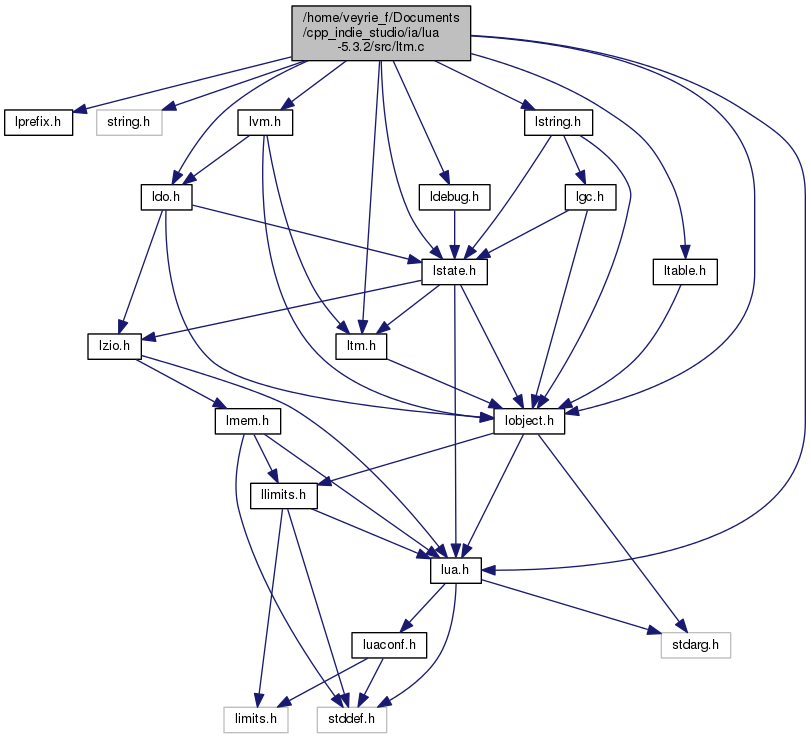 /home/veyrie_f/Documents
/cpp_indie_studio/ia/lua
-5.3.2/src/ltm.c
lprefix.h
string.h
lvm.h
lstring.h
ldo.h
ldebug.h
lgc.h
lstate.h
ltable.h
lzio.h
ltm.h
lmem.h
lobject.h
llimits.h
lua.h
luaconf.h
stdarg.h
limits.h
stddef.h